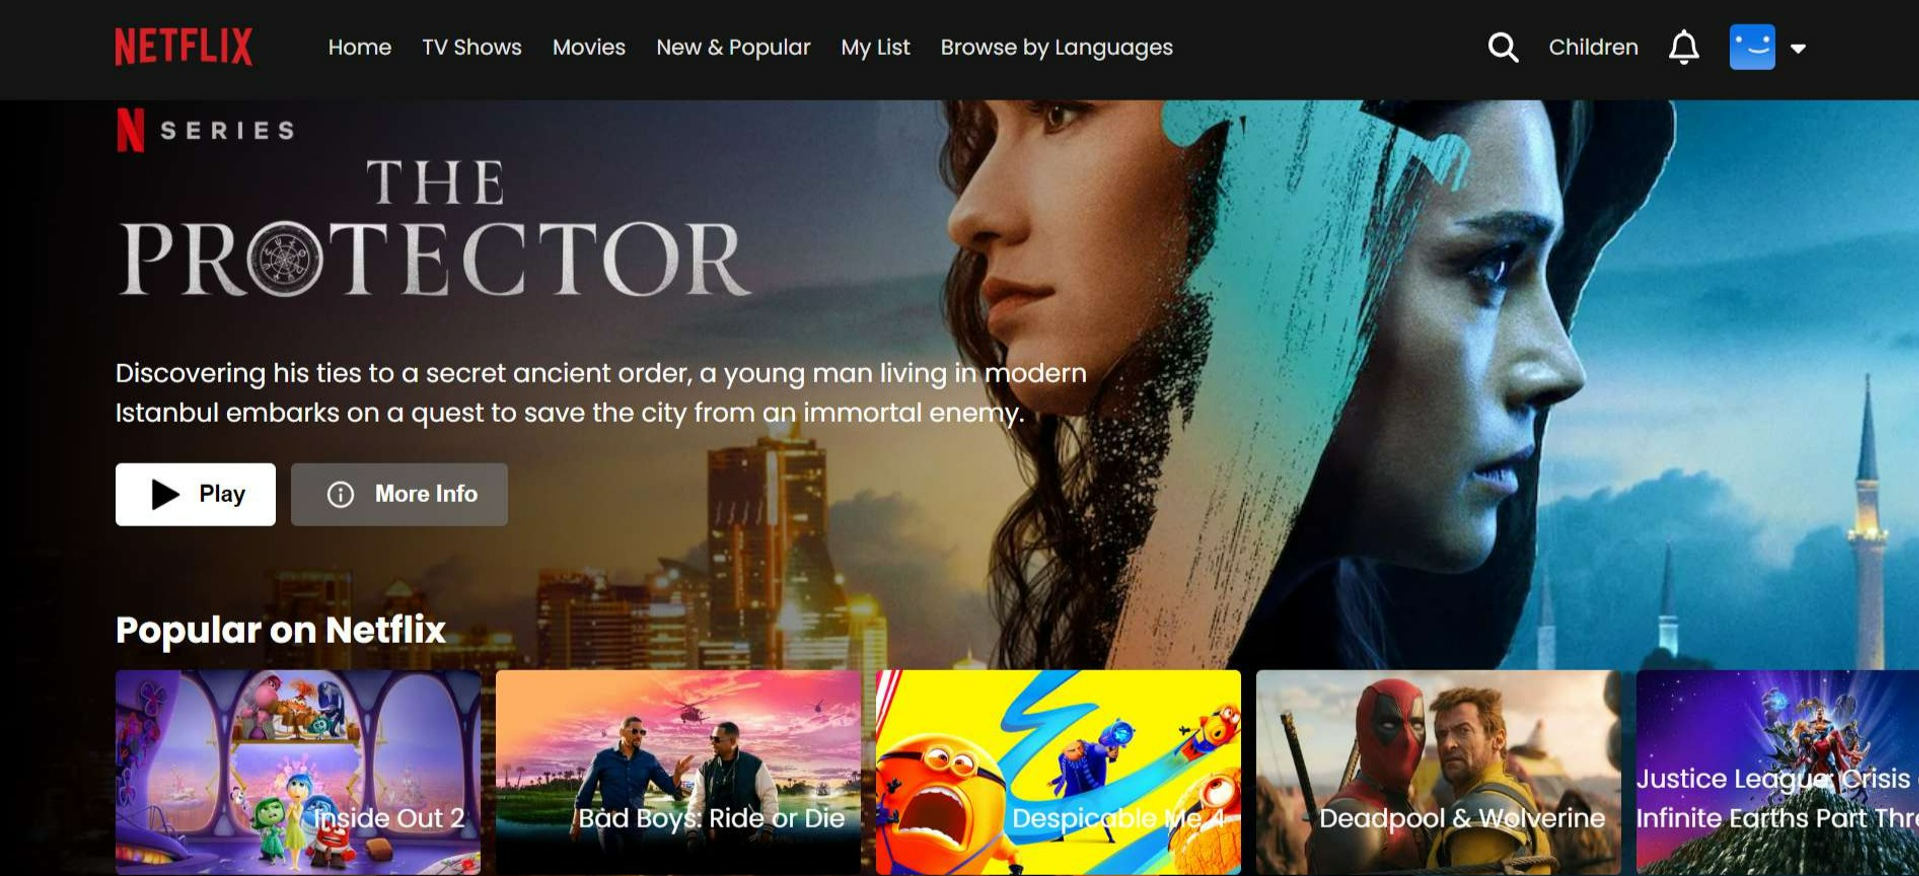 NETFLIX
Home TV Shows Movies New & Popular My List Browse by Languages
Children
N SERIES
THE
PROTECTOR
Discovering his ties to a secret ancient order, a young man living in modern
Istanbul embarks on a quest to save the city from an immortal enemy.
Play
More Info
Popular on Netflix
Inside Out 2
Bad Boys: Ride or Die
Despicable Me 4
Deadpool & Wolverine
Justice League: Crisis
Infinite Earths Part Thre